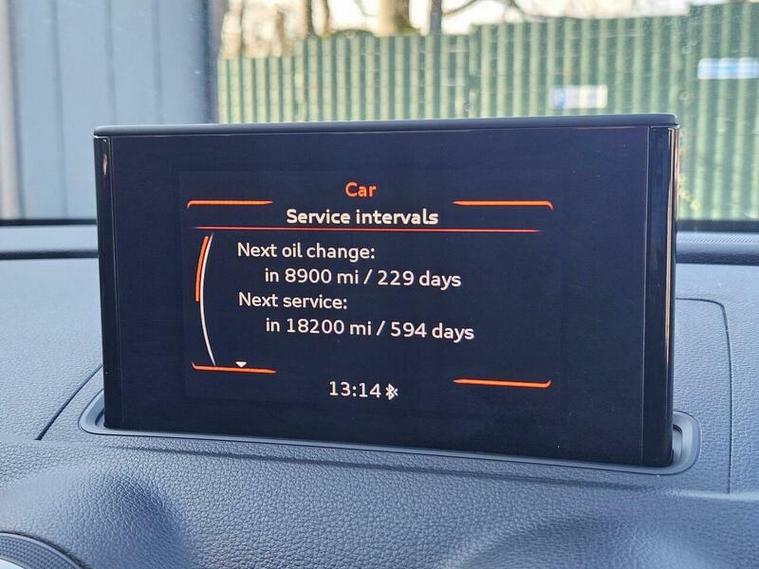 Car
Service intervals
Next oil change:
in 8900 mi / 229 days
Next service:
in 18200 mi / 594 days
13:14